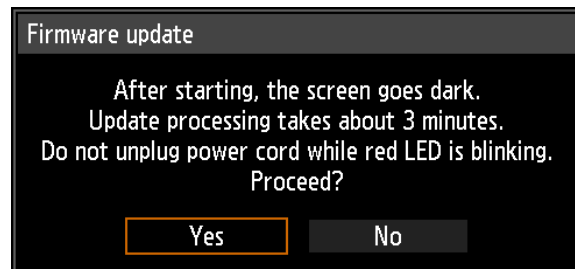 Firmware update
After starting, the screen goes dark.
Update processing takes about 3 minutes.
Do not unplug power cord while red LED is blinking.
Proceed?
Yes No